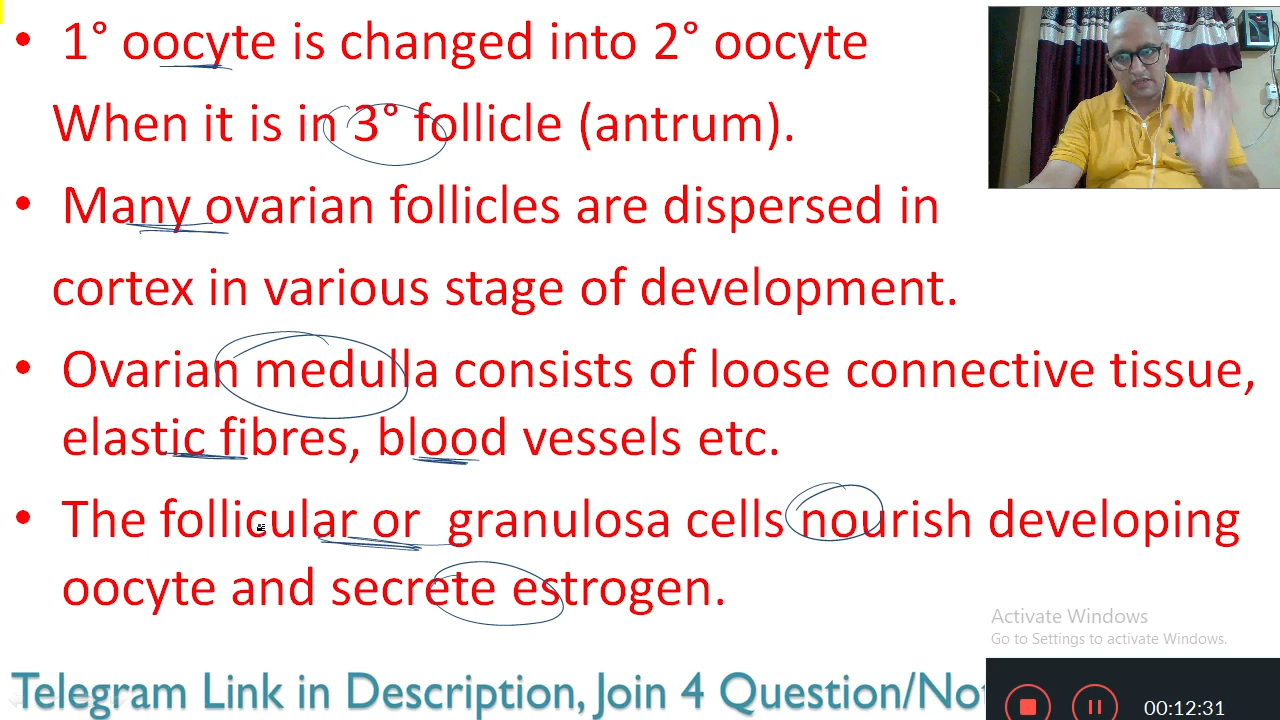 • 1° oocyte is changed into 2° oocyte
When it is in 3° follicle (antrum).
• Many ovarian follicles are dispersed in
cortex in various stage of development.
• Ovarian medulla consists of loose connective tissue,
elastic fibres, blood vessels etc.
• The follicular or granulosa cells nourish developing
oocyte and secrete estrogen.
Activate Windows
Go to Settings to activate Windows.
Telegram Link in Description, Join 4 Question/Not
00:12:31